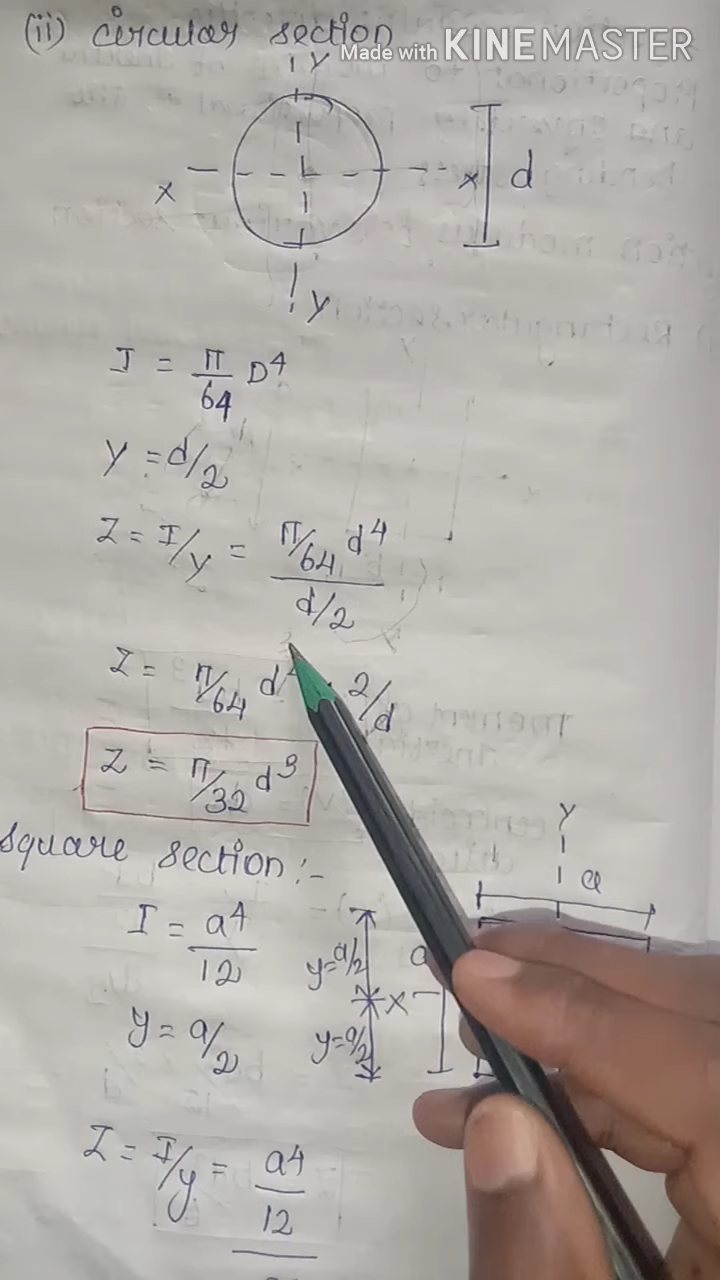 (ii) circular section
Made with KINEMASTER
Y
X X d
Y
I = π/64 D⁴
Y = d/2
Z = I/Y = π/64 d⁴ / d/2
Z = π/64 d⁴ · 2/d
Z = π/32 d³
square section :-
Y
a
I = a⁴/12
y=a/2 a
X
y = a/2 y=a/2
Z = I/y = a⁴/12